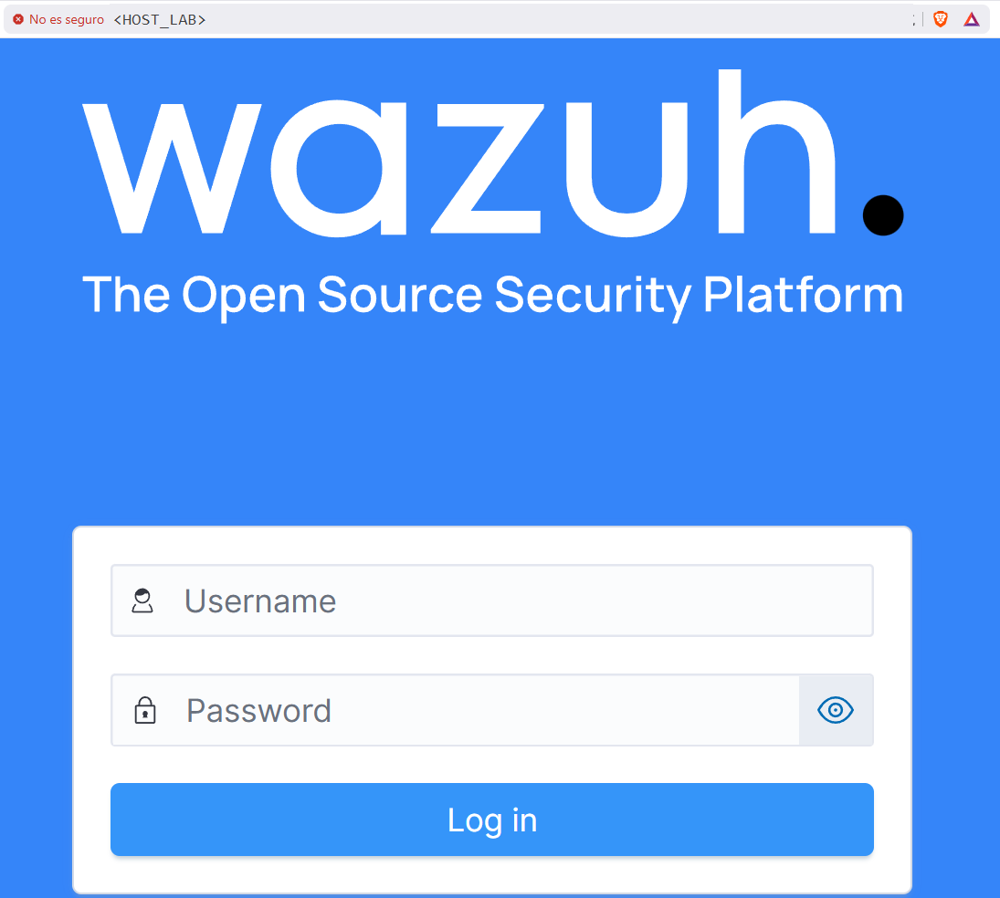 No es seguro <HOST_LAB>
wazuh.
The Open Source Security Platform
Username
Password
Log in